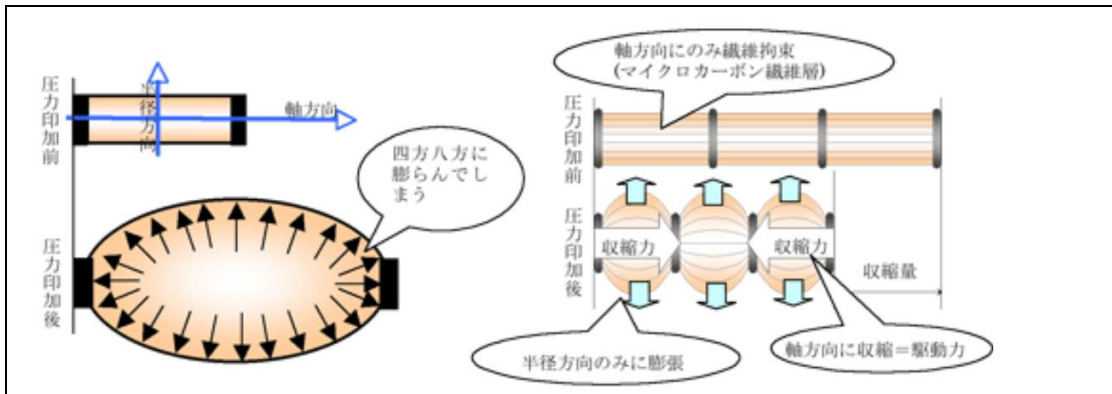 圧力印加前
半径方向
軸方向
四方八方に
膨らんでし
まう
圧力印加後
軸方向にのみ繊維拘束
(マイクロカーボン繊維層)
圧力印加前
圧力印加後
収縮力
収縮力
収縮量
半径方向のみに膨張
軸方向に収縮＝駆動力